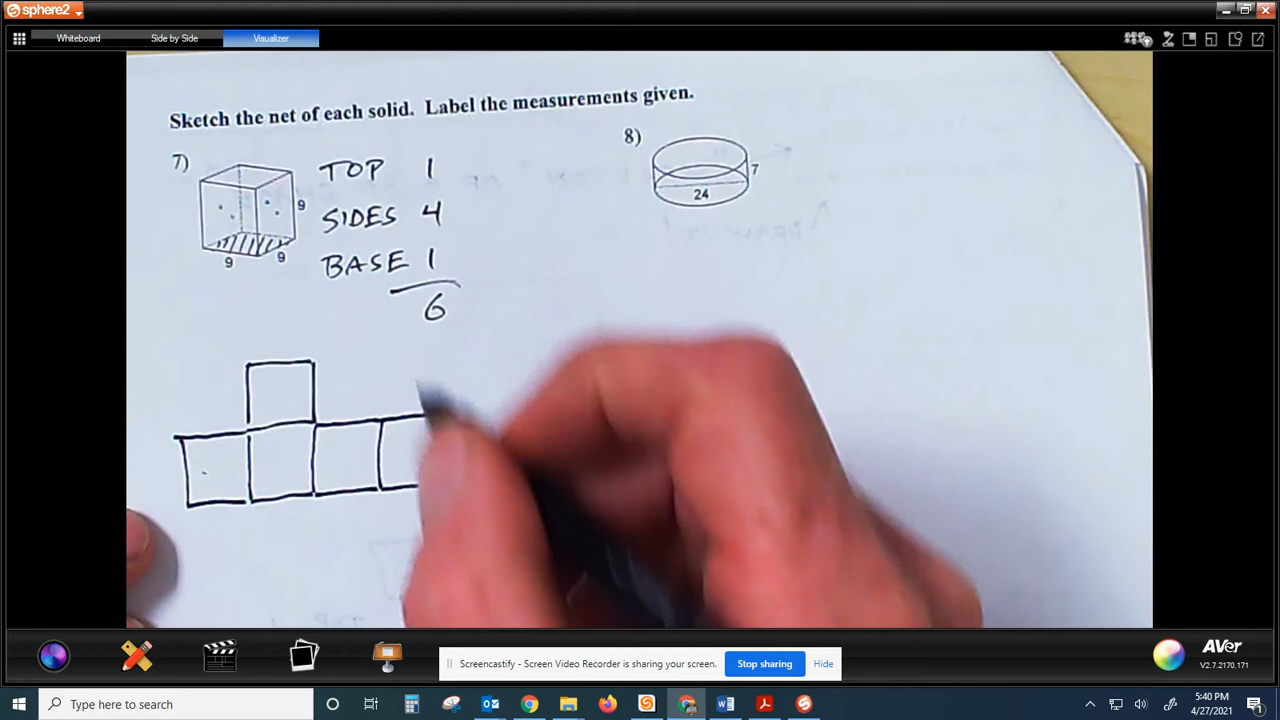 sphere2
Whiteboard
Side by Side
Visualizer
Sketch the net of each solid. Label the measurements given.
7)
9
9
9
TOP 1
SIDES 4
BASE 1
6
8)
7
24
Screencastify - Screen Video Recorder is sharing your screen.
Stop sharing
Hide
AVer
V2.7.2170.171
Type here to search
5:40 PM
4/27/2021